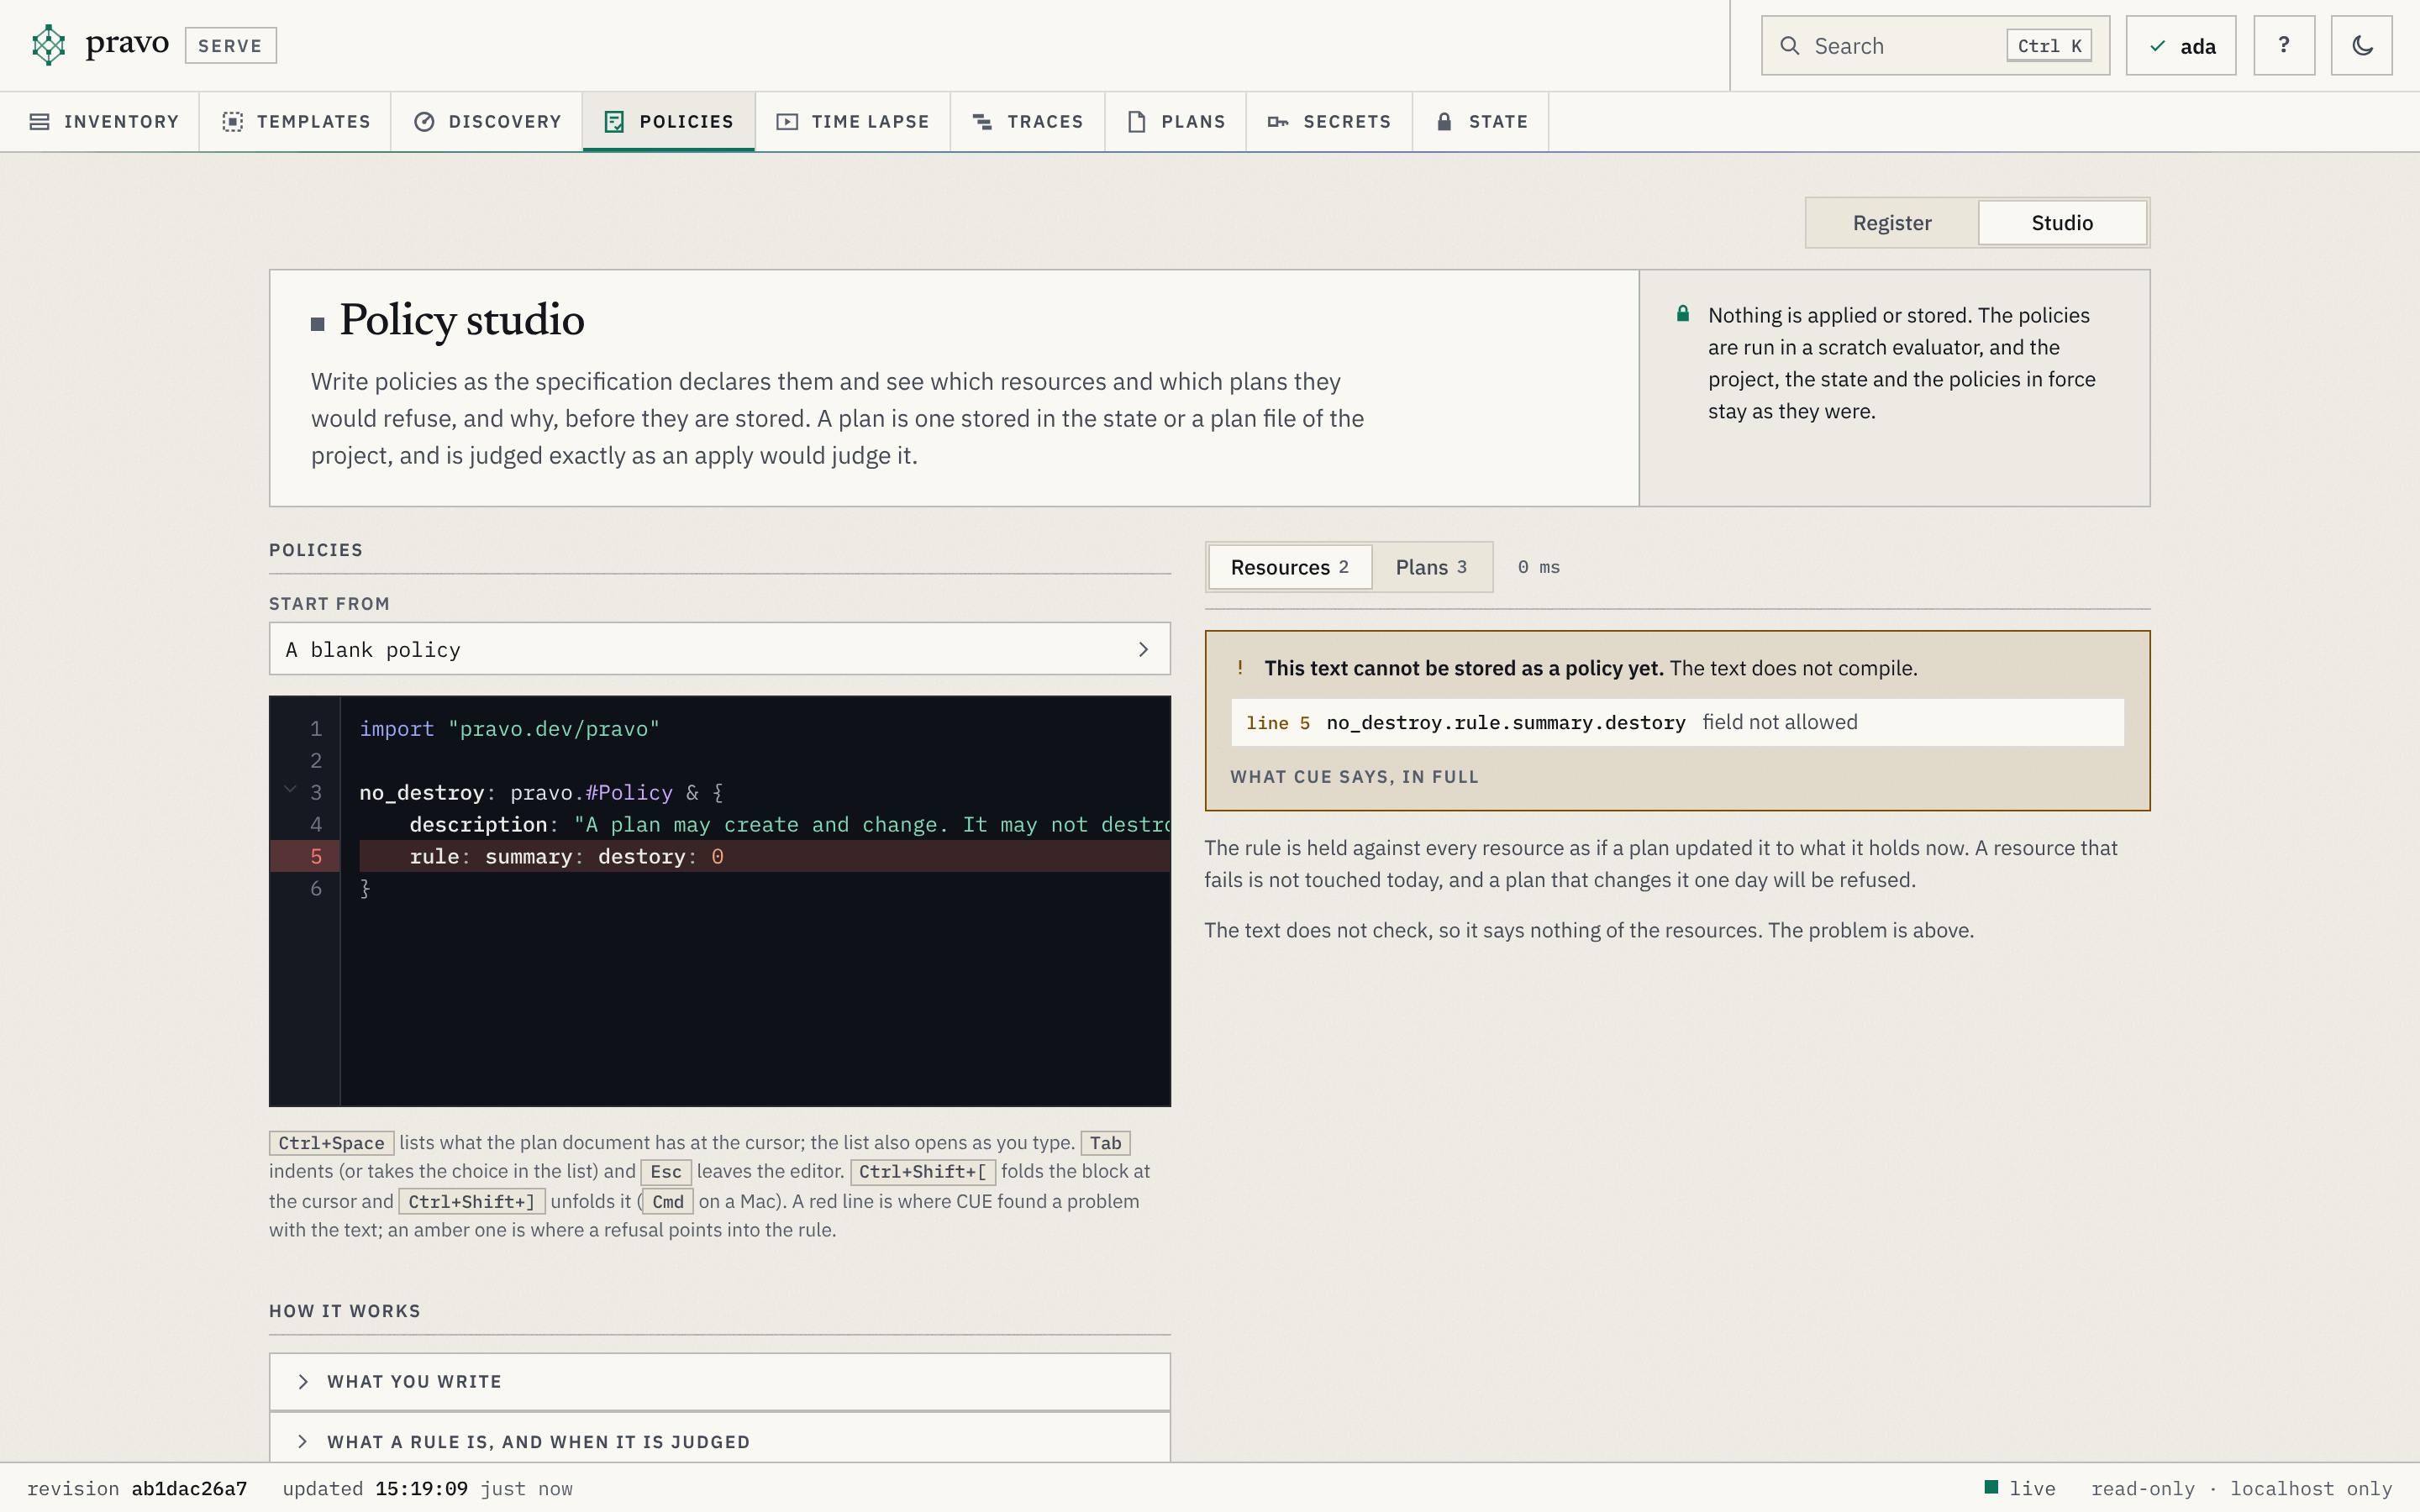 pravo SERVE
Search Ctrl K
ada
?
INVENTORY TEMPLATES DISCOVERY POLICIES TIME LAPSE TRACES PLANS SECRETS STATE
Register Studio
Policy studio
Write policies as the specification declares them and see which resources and which plans they
would refuse, and why, before they are stored. A plan is one stored in the state or a plan file of the
project, and is judged exactly as an apply would judge it.
Nothing is applied or stored. The policies
are run in a scratch evaluator, and the
project, the state and the policies in force
stay as they were.
POLICIES
START FROM
A blank policy
1 import "pravo.dev/pravo"
2
3 no_destroy: pravo.#Policy & {
4 description: "A plan may create and change. It may not destro
5 rule: summary: destory: 0
6 }
Ctrl+Space lists what the plan document has at the cursor; the list also opens as you type. Tab
indents (or takes the choice in the list) and Esc leaves the editor. Ctrl+Shift+[ folds the block at
the cursor and Ctrl+Shift+] unfolds it (Cmd on a Mac). A red line is where CUE found a problem
with the text; an amber one is where a refusal points into the rule.
HOW IT WORKS
WHAT YOU WRITE
WHAT A RULE IS, AND WHEN IT IS JUDGED
Resources 2 Plans 3 0 ms
! This text cannot be stored as a policy yet. The text does not compile.
line 5 no_destroy.rule.summary.destory field not allowed
WHAT CUE SAYS, IN FULL
The rule is held against every resource as if a plan updated it to what it holds now. A resource that
fails is not touched today, and a plan that changes it one day will be refused.
The text does not check, so it says nothing of the resources. The problem is above.
revision ab1dac26a7 updated 15:19:09 just now
live read-only · localhost only